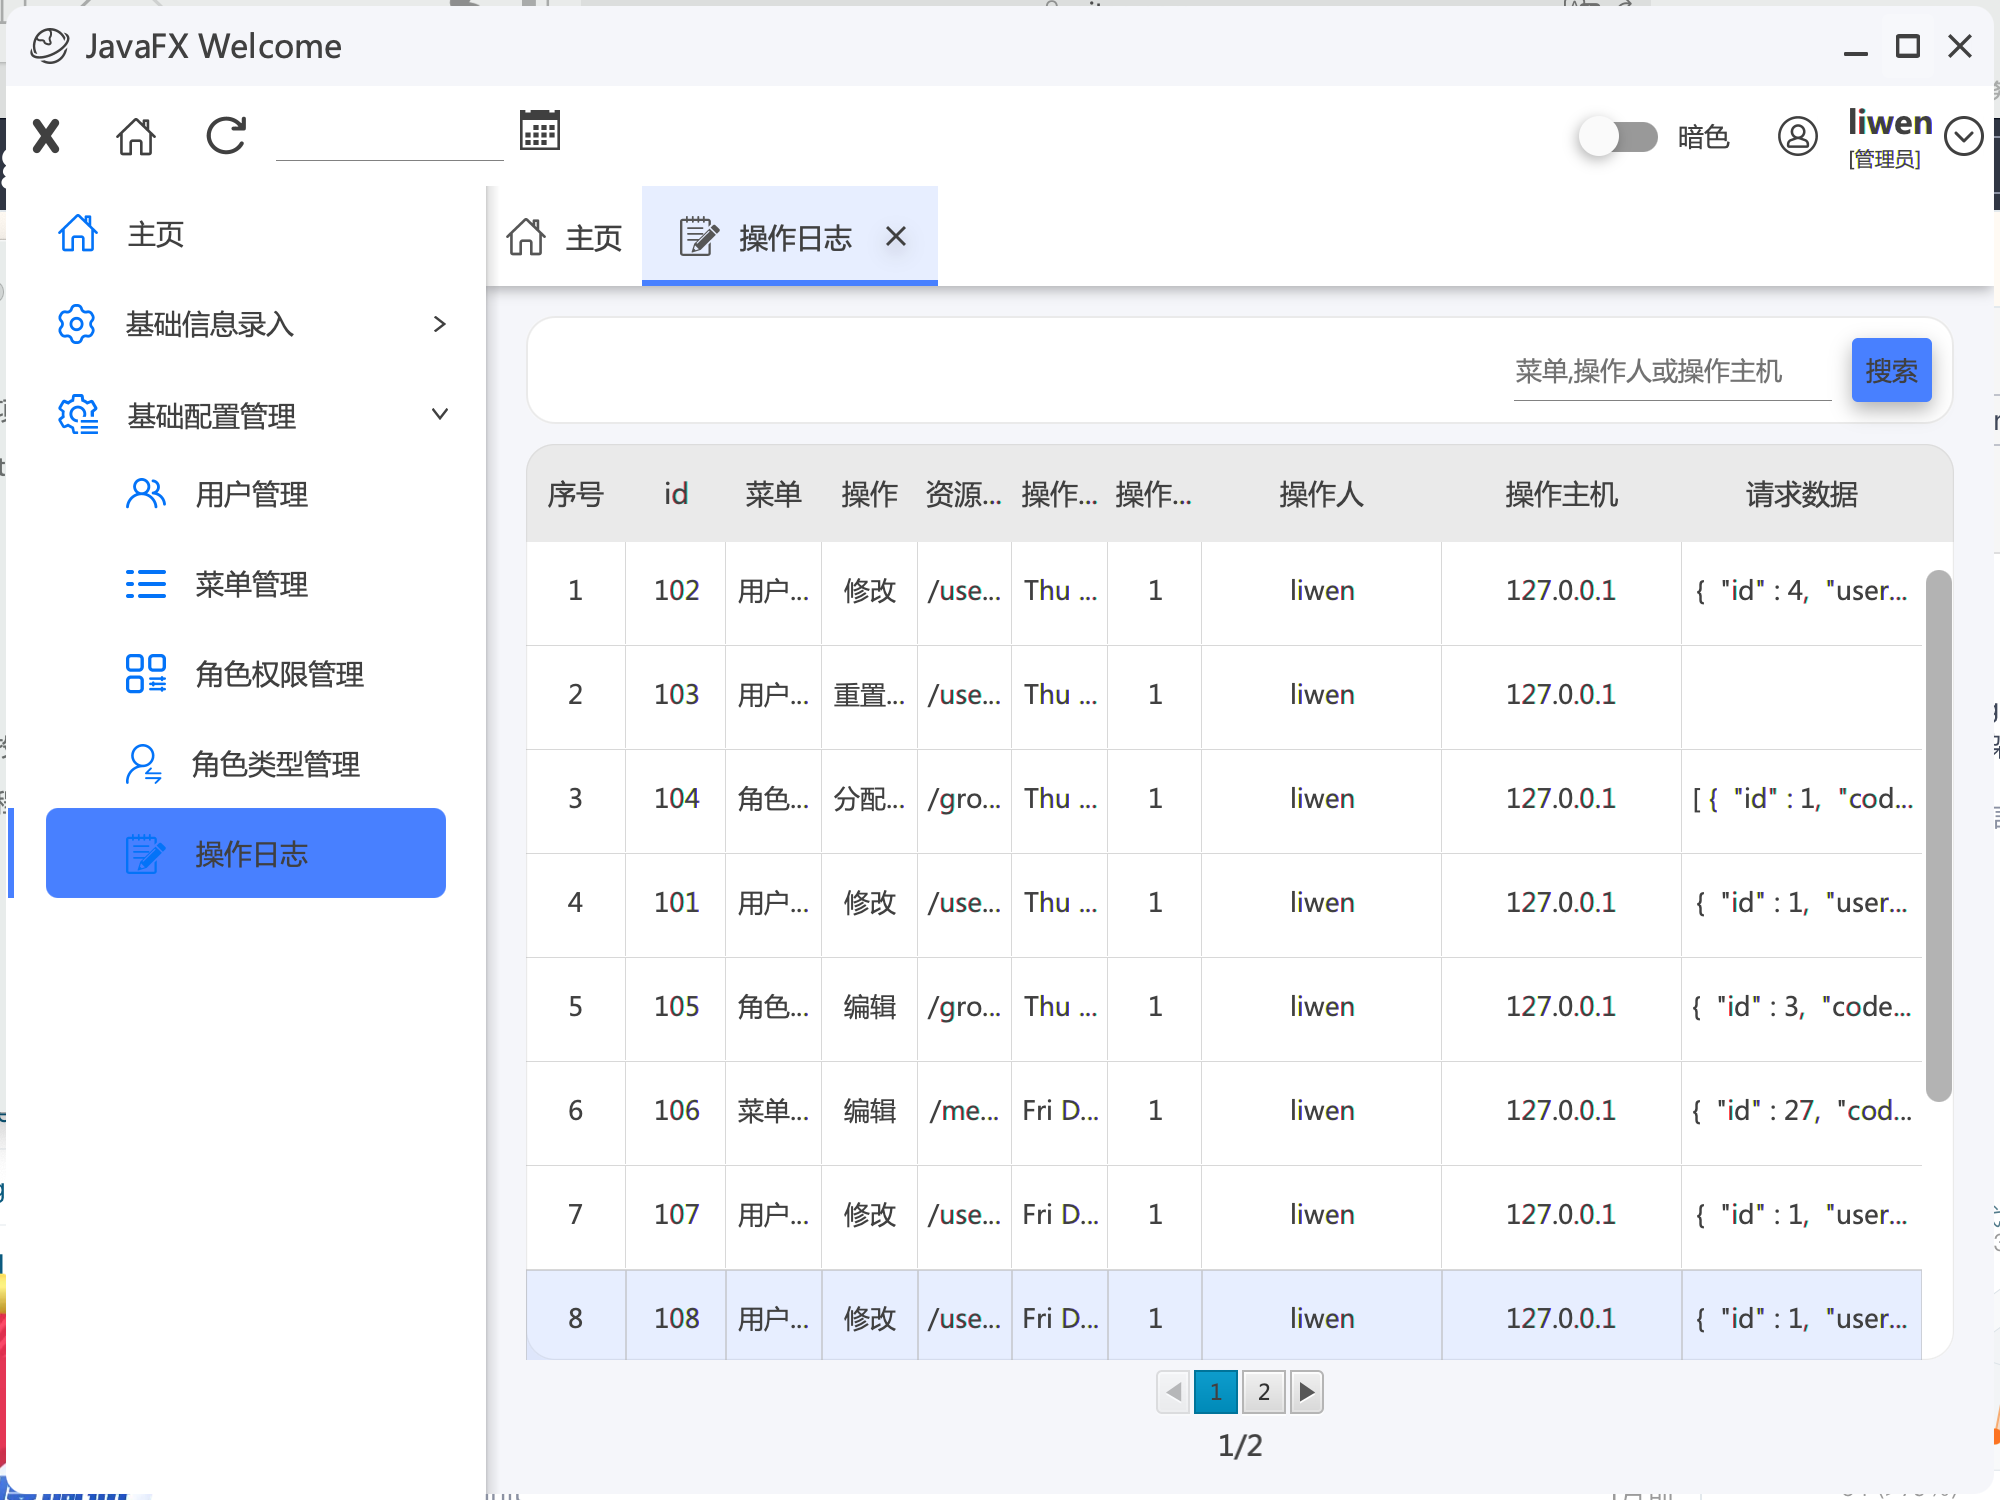 JavaFX Welcome
暗色
liwen
[管理员]
主页
基础信息录入
基础配置管理
用户管理
菜单管理
角色权限管理
角色类型管理
操作日志
主页
操作日志
菜单,操作人或操作主机
搜索
序号 id 菜单 操作 资源... 操作... 操作... 操作人 操作主机 请求数据
1 102 用户... 修改 /use... Thu ... 1 liwen 127.0.0.1 { "id" : 4, "user...
2 103 用户... 重置... /use... Thu ... 1 liwen 127.0.0.1
3 104 角色... 分配... /gro... Thu ... 1 liwen 127.0.0.1 [ { "id" : 1, "cod...
4 101 用户... 修改 /use... Thu ... 1 liwen 127.0.0.1 { "id" : 1, "user...
5 105 角色... 编辑 /gro... Thu ... 1 liwen 127.0.0.1 { "id" : 3, "code...
6 106 菜单... 编辑 /me... Fri D... 1 liwen 127.0.0.1 { "id" : 27, "cod...
7 107 用户... 修改 /use... Fri D... 1 liwen 127.0.0.1 { "id" : 1, "user...
8 108 用户... 修改 /use... Fri D... 1 liwen 127.0.0.1 { "id" : 1, "user...
1 2
1/2